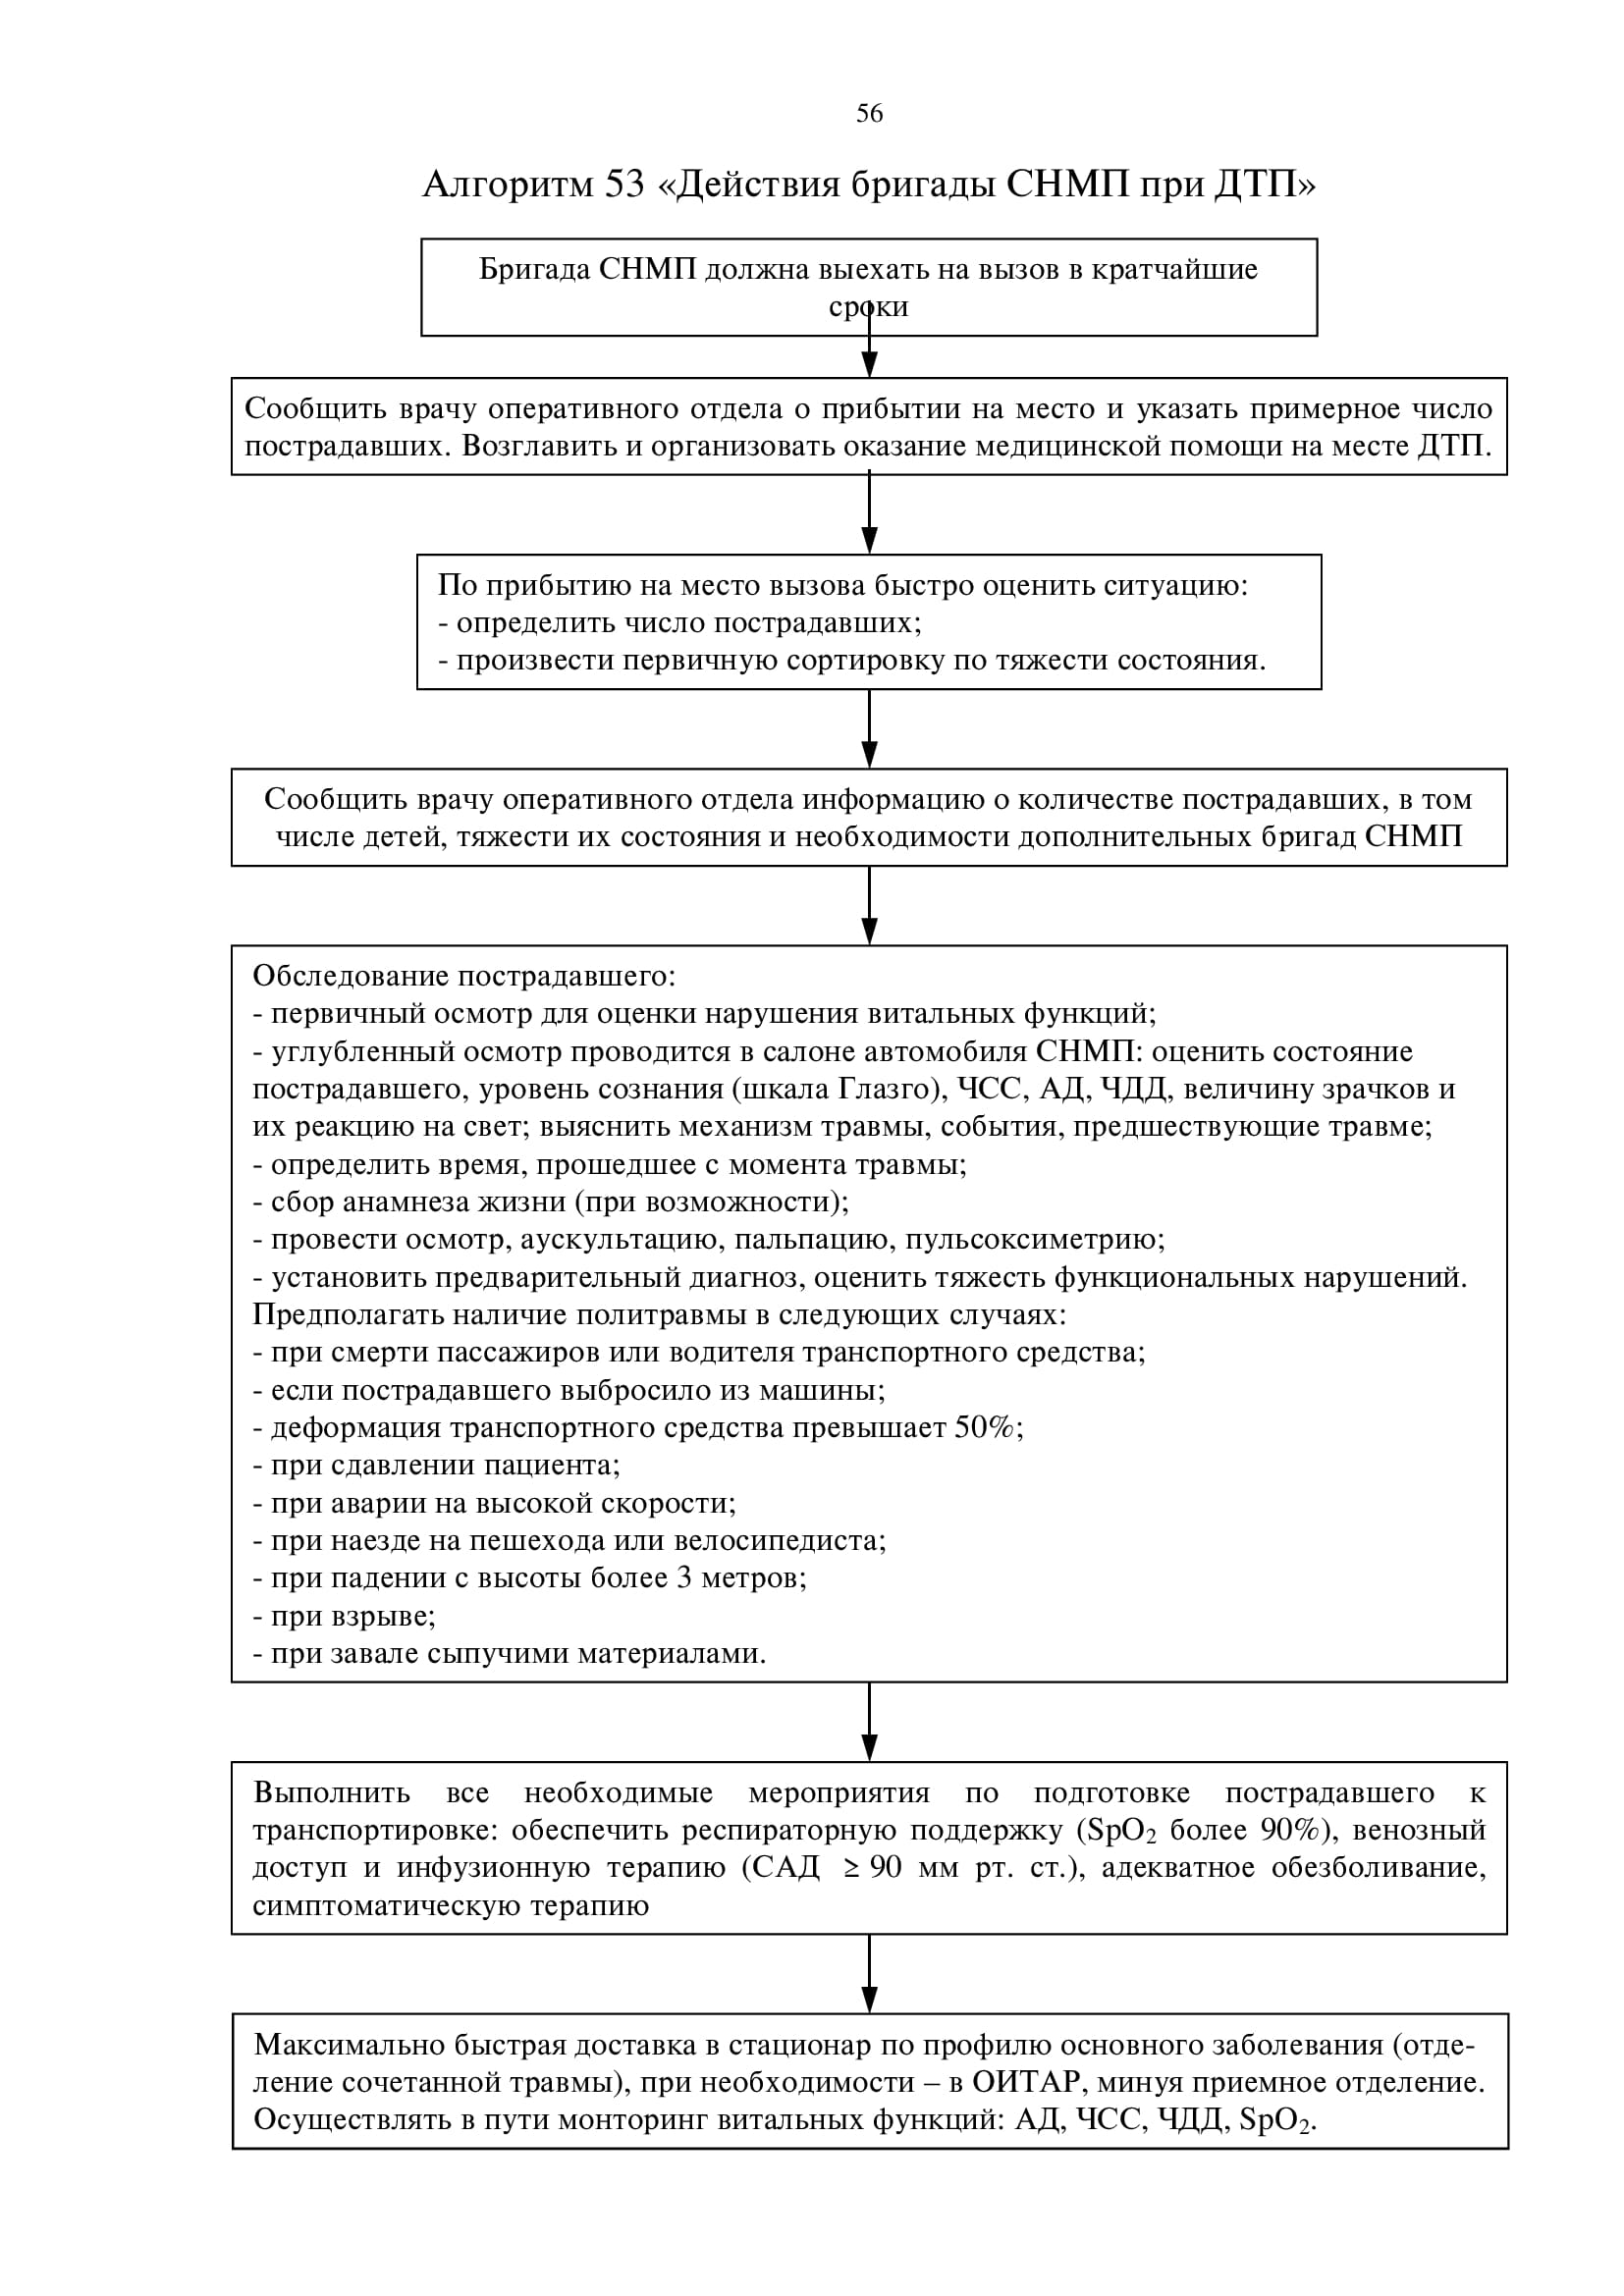 56
Алгоритм 53 «Действия бригады СНМП при ДТП»
Бригада СНМП должна выехать на вызов в кратчайшие
сроки
Сообщить врачу оперативного отдела о прибытии на место и указать примерное число
пострадавших. Возглавить и организовать оказание медицинской помощи на месте ДТП.
По прибытию на место вызова быстро оценить ситуацию:
- определить число пострадавших;
- произвести первичную сортировку по тяжести состояния.
Сообщить врачу оперативного отдела информацию о количестве пострадавших, в том
числе детей, тяжести их состояния и необходимости дополнительных бригад СНМП
Обследование пострадавшего:
- первичный осмотр для оценки нарушения витальных функций;
- углубленный осмотр проводится в салоне автомобиля СНМП: оценить состояние
пострадавшего, уровень сознания (шкала Глазго), ЧСС, АД, ЧДД, величину зрачков и
их реакцию на свет; выяснить механизм травмы, события, предшествующие травме;
- определить время, прошедшее с момента травмы;
- сбор анамнеза жизни (при возможности);
- провести осмотр, аускультацию, пальпацию, пульсоксиметрию;
- установить предварительный диагноз, оценить тяжесть функциональных нарушений.
Предполагать наличие политравмы в следующих случаях:
- при смерти пассажиров или водителя транспортного средства;
- если пострадавшего выбросило из машины;
- деформация транспортного средства превышает 50%;
- при сдавлении пациента;
- при аварии на высокой скорости;
- при наезде на пешехода или велосипедиста;
- при падении с высоты более 3 метров;
- при взрыве;
- при завале сыпучими материалами.
Выполнить все необходимые мероприятия по подготовке пострадавшего к
транспортировке: обеспечить респираторную поддержку (SpO₂ более 90%), венозный
доступ и инфузионную терапию (САД ≥ 90 мм рт. ст.), адекватное обезболивание,
симптоматическую терапию
Максимально быстрая доставка в стационар по профилю основного заболевания (отде-
ление сочетанной травмы), при необходимости – в ОИТАР, минуя приемное отделение.
Осуществлять в пути монторинг витальных функций: АД, ЧСС, ЧДД, SpO₂.